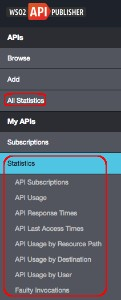 WSO2 API PUBLISHER
APIs
Browse
Add
All Statistics
My APIs
Subscriptions
Statistics
API Subscriptions
API Usage
API Response Times
API Last Access Times
API Usage by Resource Path
API Usage by Destination
API Usage by User
Faulty Invocations